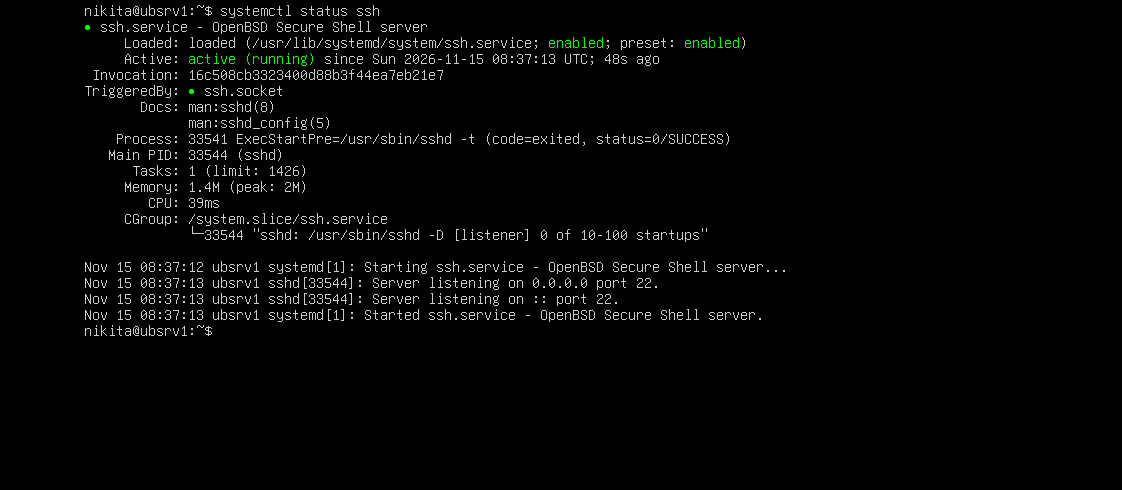 nikita@ubsrv1:~$ systemctl status ssh
● ssh.service - OpenBSD Secure Shell server
     Loaded: loaded (/usr/lib/systemd/system/ssh.service; enabled; preset: enabled)
     Active: active (running) since Sun 2026-11-15 08:37:13 UTC; 48s ago
 Invocation: 16c508cb3323400d88b3f44ea7eb21e7
TriggeredBy: ● ssh.socket
       Docs: man:sshd(8)
             man:sshd_config(5)
    Process: 33541 ExecStartPre=/usr/sbin/sshd -t (code=exited, status=0/SUCCESS)
   Main PID: 33544 (sshd)
      Tasks: 1 (limit: 1426)
     Memory: 1.4M (peak: 2M)
        CPU: 39ms
     CGroup: /system.slice/ssh.service
             └─33544 "sshd: /usr/sbin/sshd -D [listener] 0 of 10-100 startups"

Nov 15 08:37:12 ubsrv1 systemd[1]: Starting ssh.service - OpenBSD Secure Shell server...
Nov 15 08:37:13 ubsrv1 sshd[33544]: Server listening on 0.0.0.0 port 22.
Nov 15 08:37:13 ubsrv1 sshd[33544]: Server listening on :: port 22.
Nov 15 08:37:13 ubsrv1 systemd[1]: Started ssh.service - OpenBSD Secure Shell server.
nikita@ubsrv1:~$